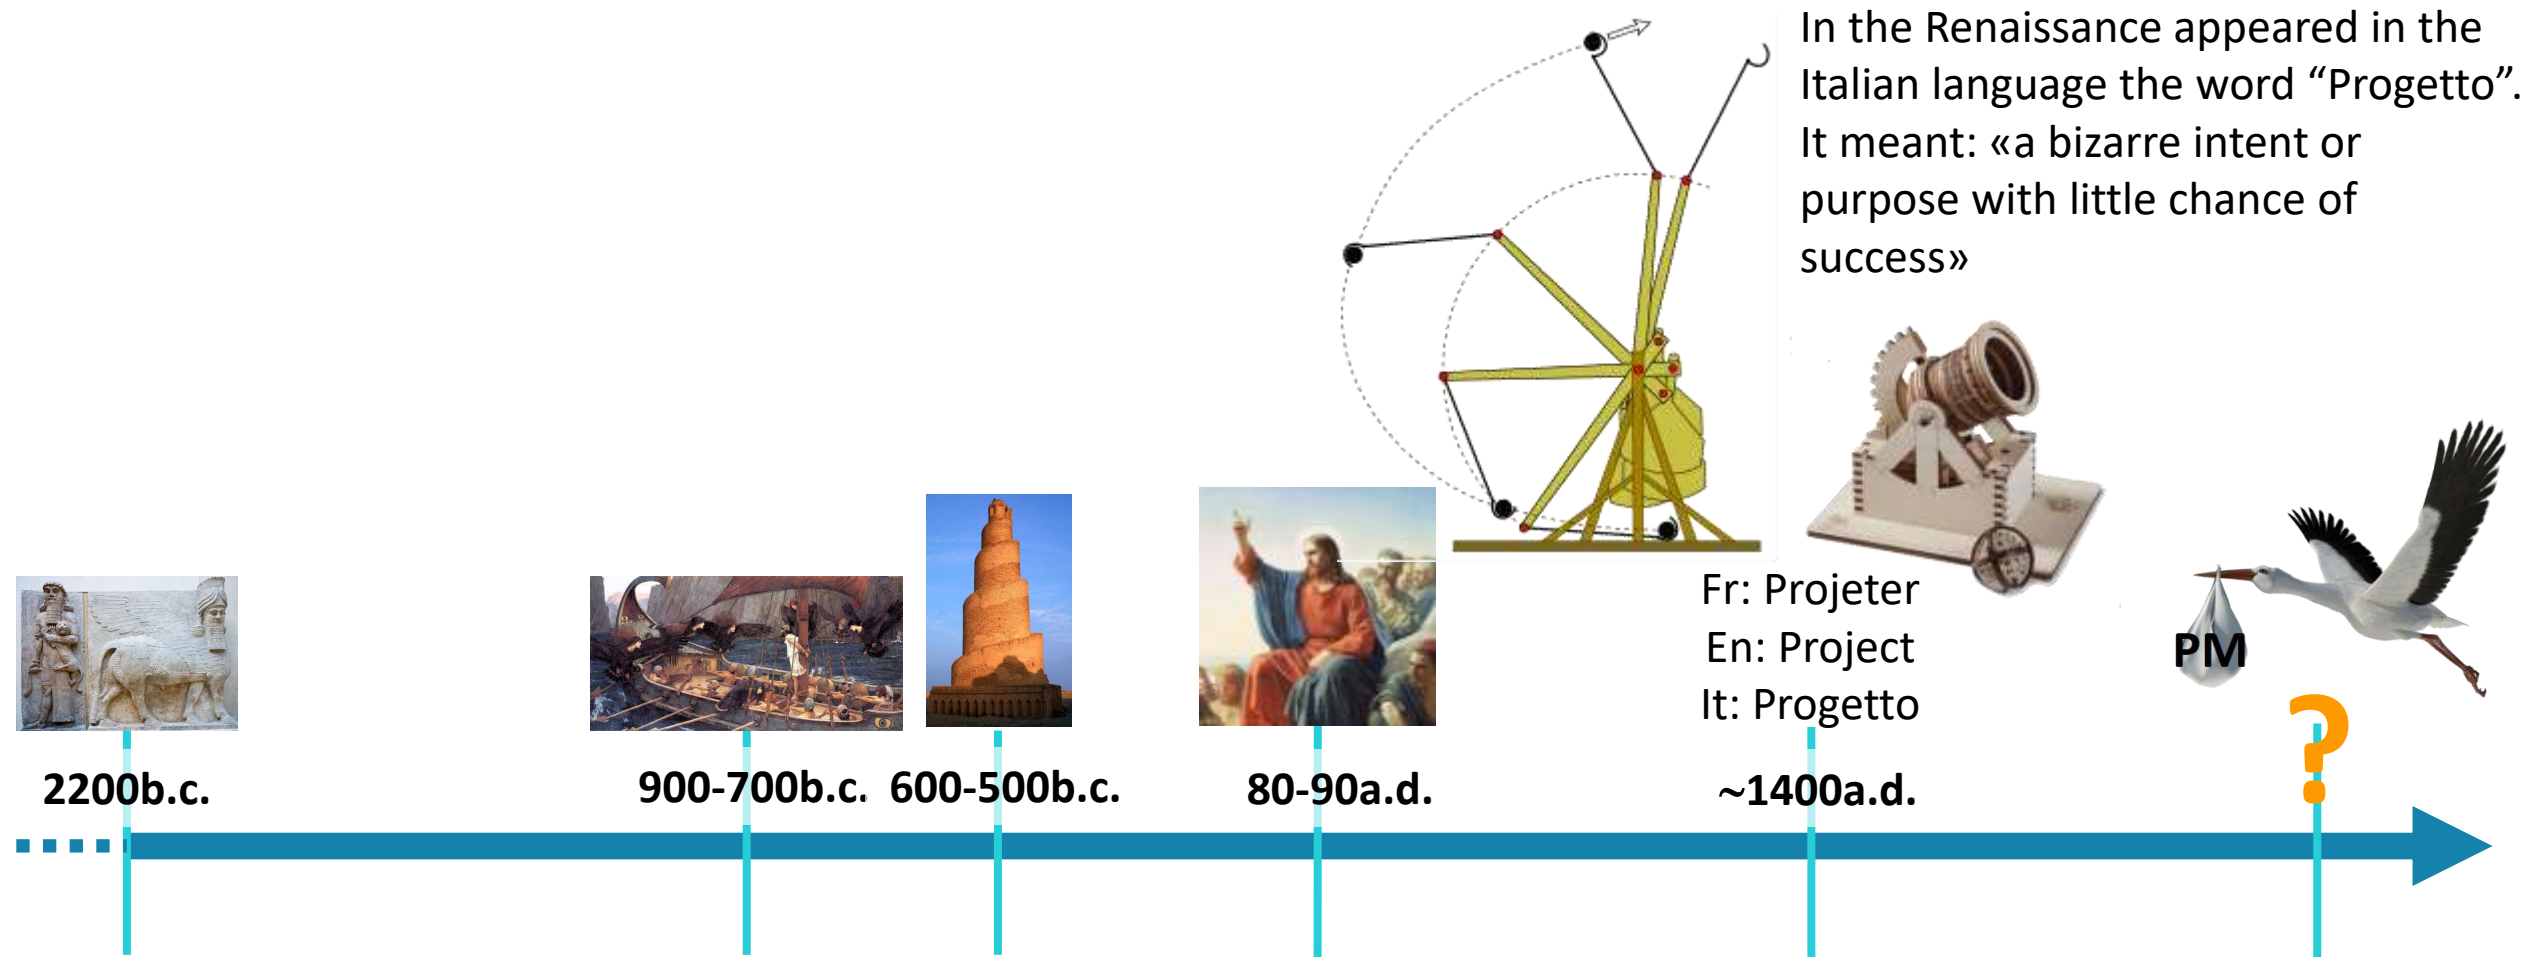 In the Renaissance appeared in the
Italian language the word “Progetto”.
It meant: «a bizarre intent or
purpose with little chance of
success»
Fr: Projeter
En: Project
It: Progetto
PM
?
2200b.c.
900-700b.c.
600-500b.c.
80-90a.d.
~1400a.d.